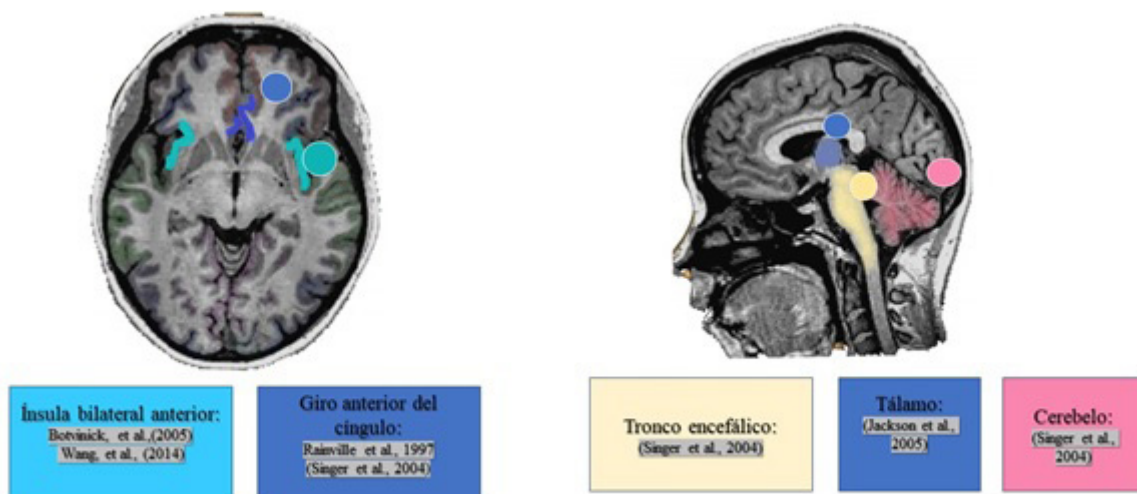 Ínsula bilateral anterior:
Botvinick, et al.,(2005)
Wang, et al., (2014)
Giro anterior del
cíngulo:
Rainville et al., 1997
(Singer et al., 2004)
Tronco encefálico:
(Singer et al., 2004)
Tálamo:
(Jackson et al.,
2005)
Cerebelo:
(Singer et al.,
2004)